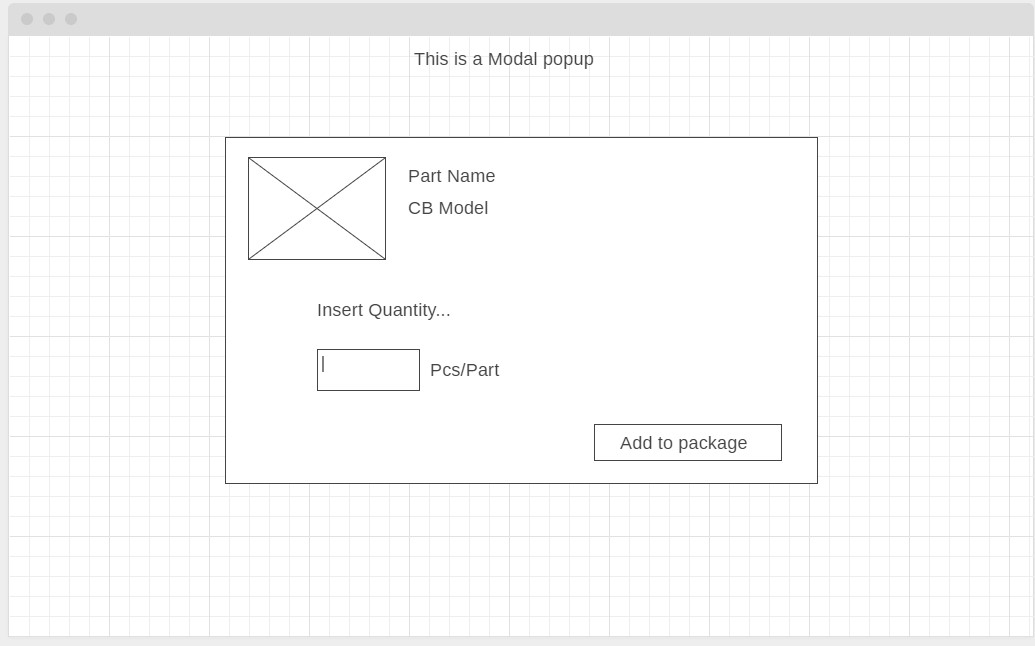 This is a Modal popup
Part Name
CB Model
Insert Quantity...
Pcs/Part
Add to package